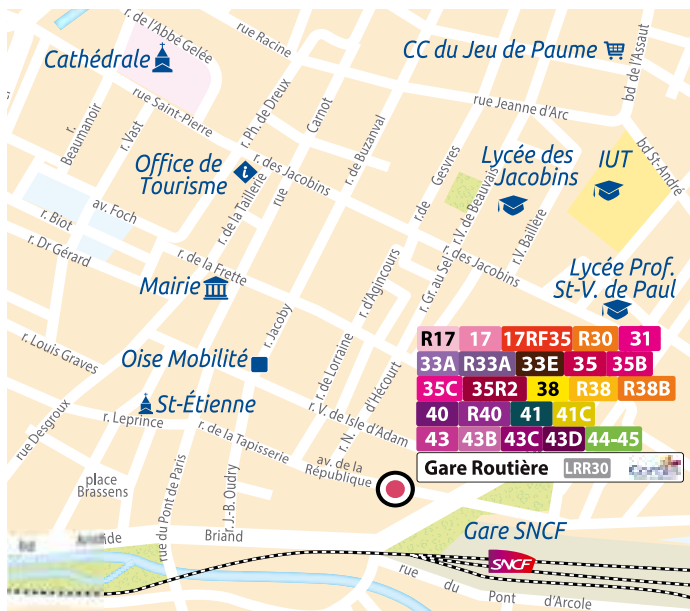 r. de l'Abbé Gelée
rue Racine
CC du Jeu de Paume
bd de l'Assaut
Cathédrale
r. Ph. de Dreux
Carnot
rue Jeanne d'Arc
r. Beaumanoir
r. Vast
rue Saint-Pierre
r. de Buzanval
bd St-André
Office de
Tourisme
r. des Jacobins
r. de Gesvres
Lycée des
Jacobins
IUT
r. de la Taillerie
rue
r. V. de Beauvais
r. V. Baillère
av. Foch
r. Biot
r. Dr Gérard
r. de la Frette
r. d'Agincours
r. Gr. au Sel
r. des Jacobins
Lycée Prof.
St-V. de Paul
Mairie
r. Jacoby
r. Louis Graves
Oise Mobilité
r. de Lorraine
R17 17 17RF35 R30 31
33A R33A 33E 35 35B
35C 35R2 38 R38 R38B
40 R40 41 41C
43 43B 43C 43D 44-45
Gare Routière LRR30
St-Étienne
r. Leprince
rue Desgroux
r. V. de Isle d'Adam
r. N. d'Hécourt
r. de la Tapisserie
av. de la
République
place
Brassens
rue du Pont de Paris
r. J.-B. Oudry
Briand
Gare SNCF
SNCF
rue du Pont d'Arcole